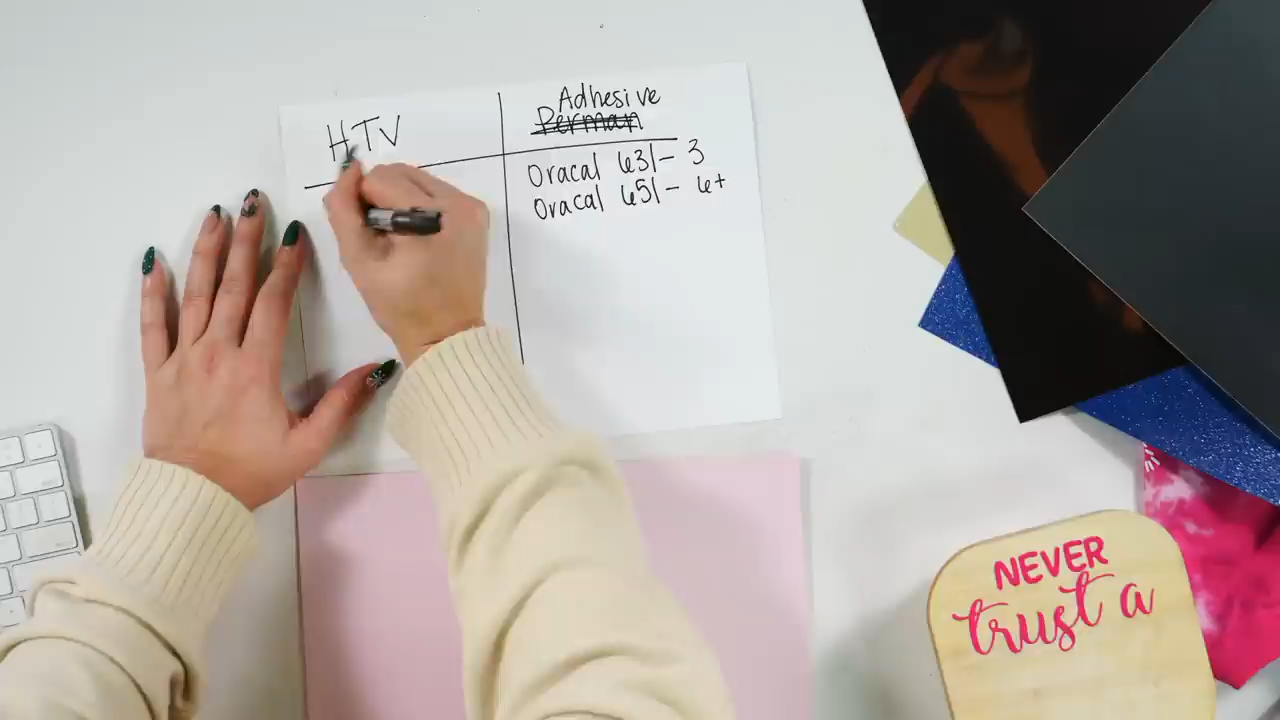 HTV
Adhesive
Perman
Oracal 631- 3
Oracal 651- 6+
NEVER
trust a